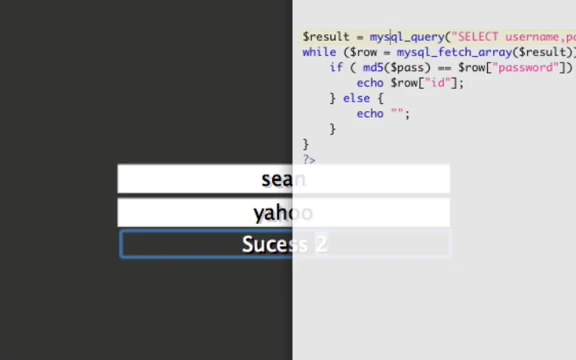 $result = mysql_query("SELECT username,pa
while ($row = mysql_fetch_array($result))
if ( md5($pass) == $row["password"])
echo $row["id"];
} else {
echo "";
}
}
?>
sean
yahoo
Sucess 2